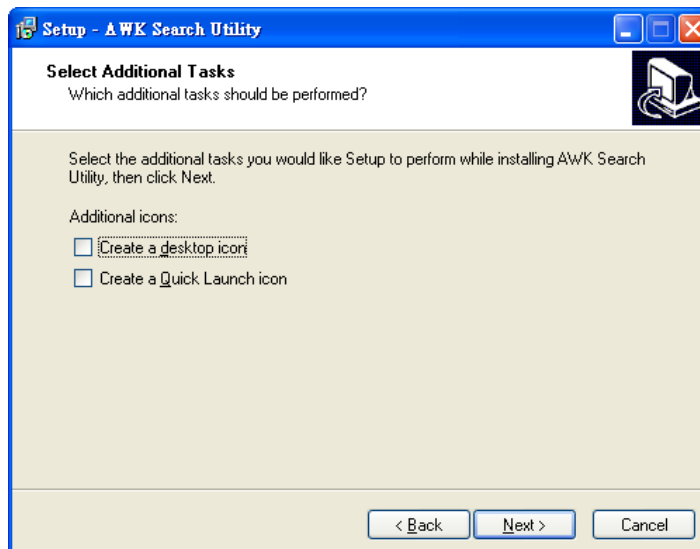 Setup - AWK Search Utility
Select Additional Tasks
Which additional tasks should be performed?
Select the additional tasks you would like Setup to perform while installing AWK Search
Utility, then click Next.
Additional icons:
Create a desktop icon
Create a Quick Launch icon
< Back
Next >
Cancel